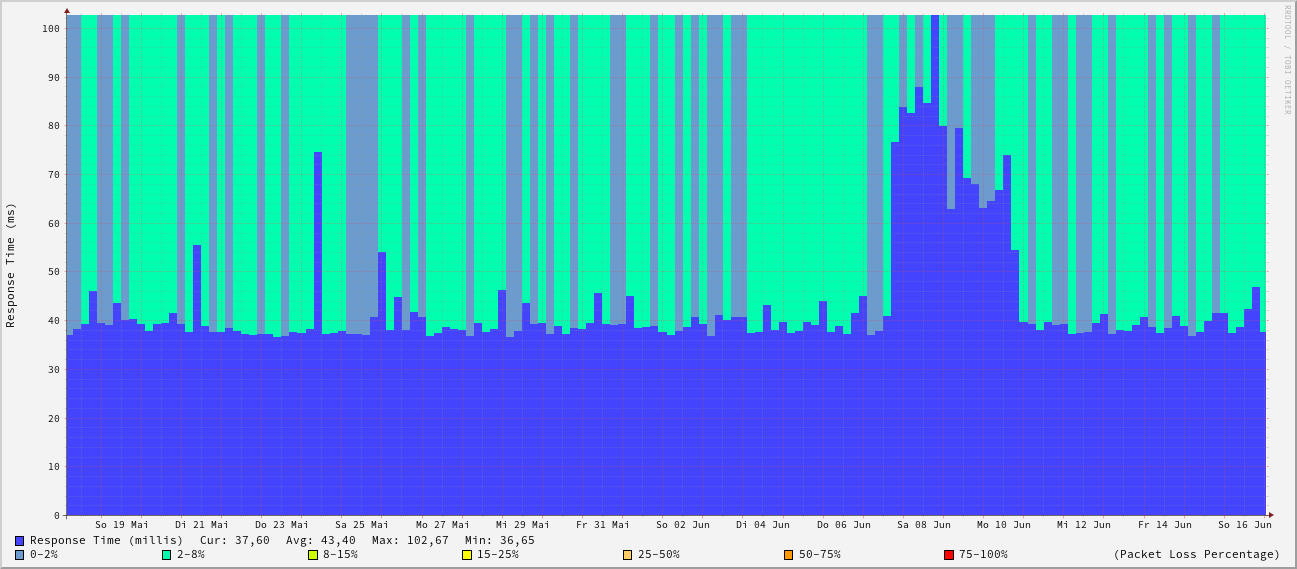 RRDTOOL / TOBI OETIKER
Response Time (ms)
100
90
80
70
60
50
40
30
20
10
0
So 19 Mai Di 21 Mai Do 23 Mai Sa 25 Mai Mo 27 Mai Mi 29 Mai Fr 31 Mai So 02 Jun Di 04 Jun Do 06 Jun Sa 08 Jun Mo 10 Jun Mi 12 Jun Fr 14 Jun So 16 Jun
Response Time (millis) Cur: 37,60 Avg: 43,40 Max: 102,67 Min: 36,65
0-2% 2-8% 8-15% 15-25% 25-50% 50-75% 75-100% (Packet Loss Percentage)